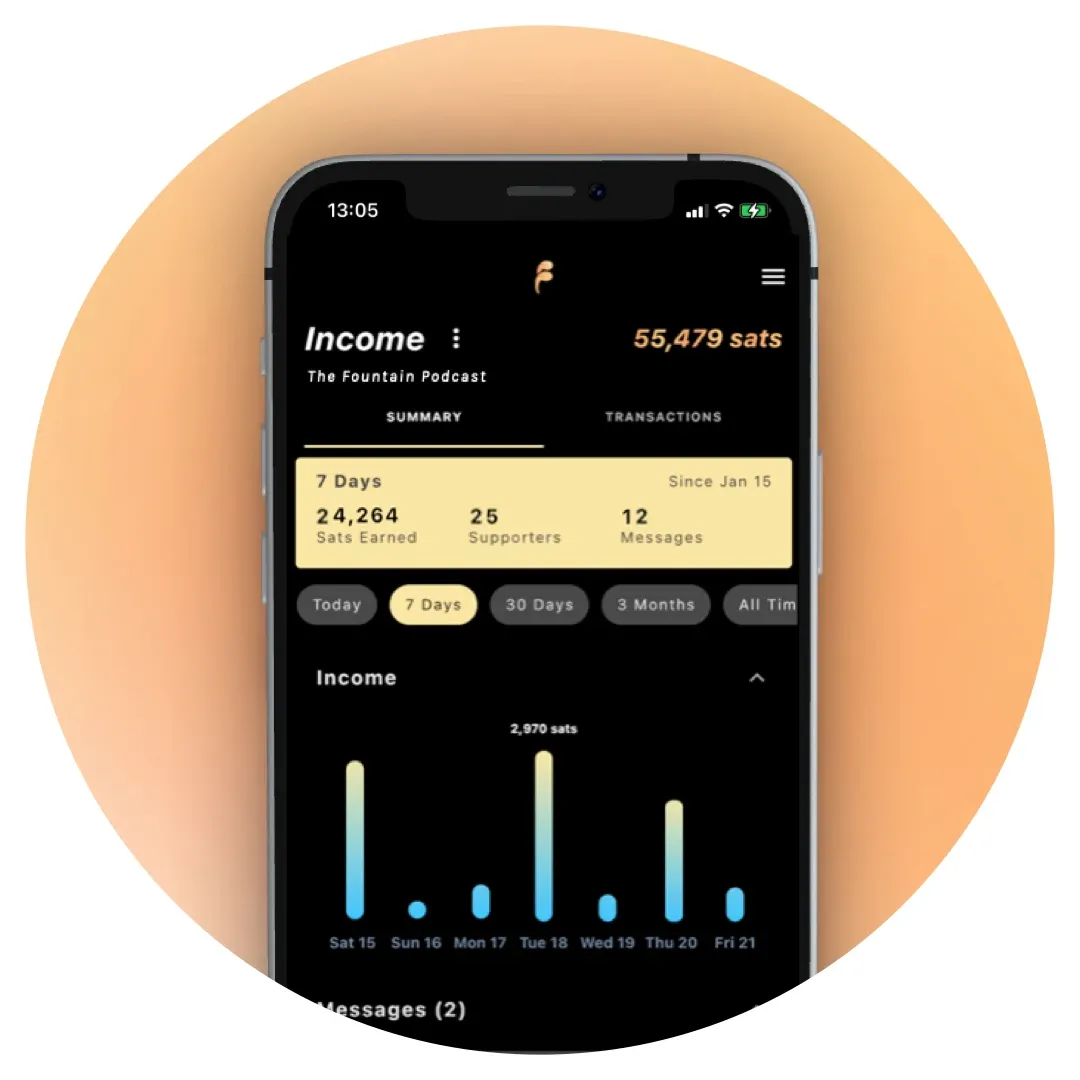 13:05
Income 55,479 sats
The Fountain Podcast
SUMMARY TRANSACTIONS
7 Days Since Jan 15
24,264 25 12
Sats Earned Supporters Messages
Today 7 Days 30 Days 3 Months All Tim
Income
2,970 sats
Sat 15 Sun 16 Mon 17 Tue 18 Wed 19 Thu 20 Fri 21
Messages (2)